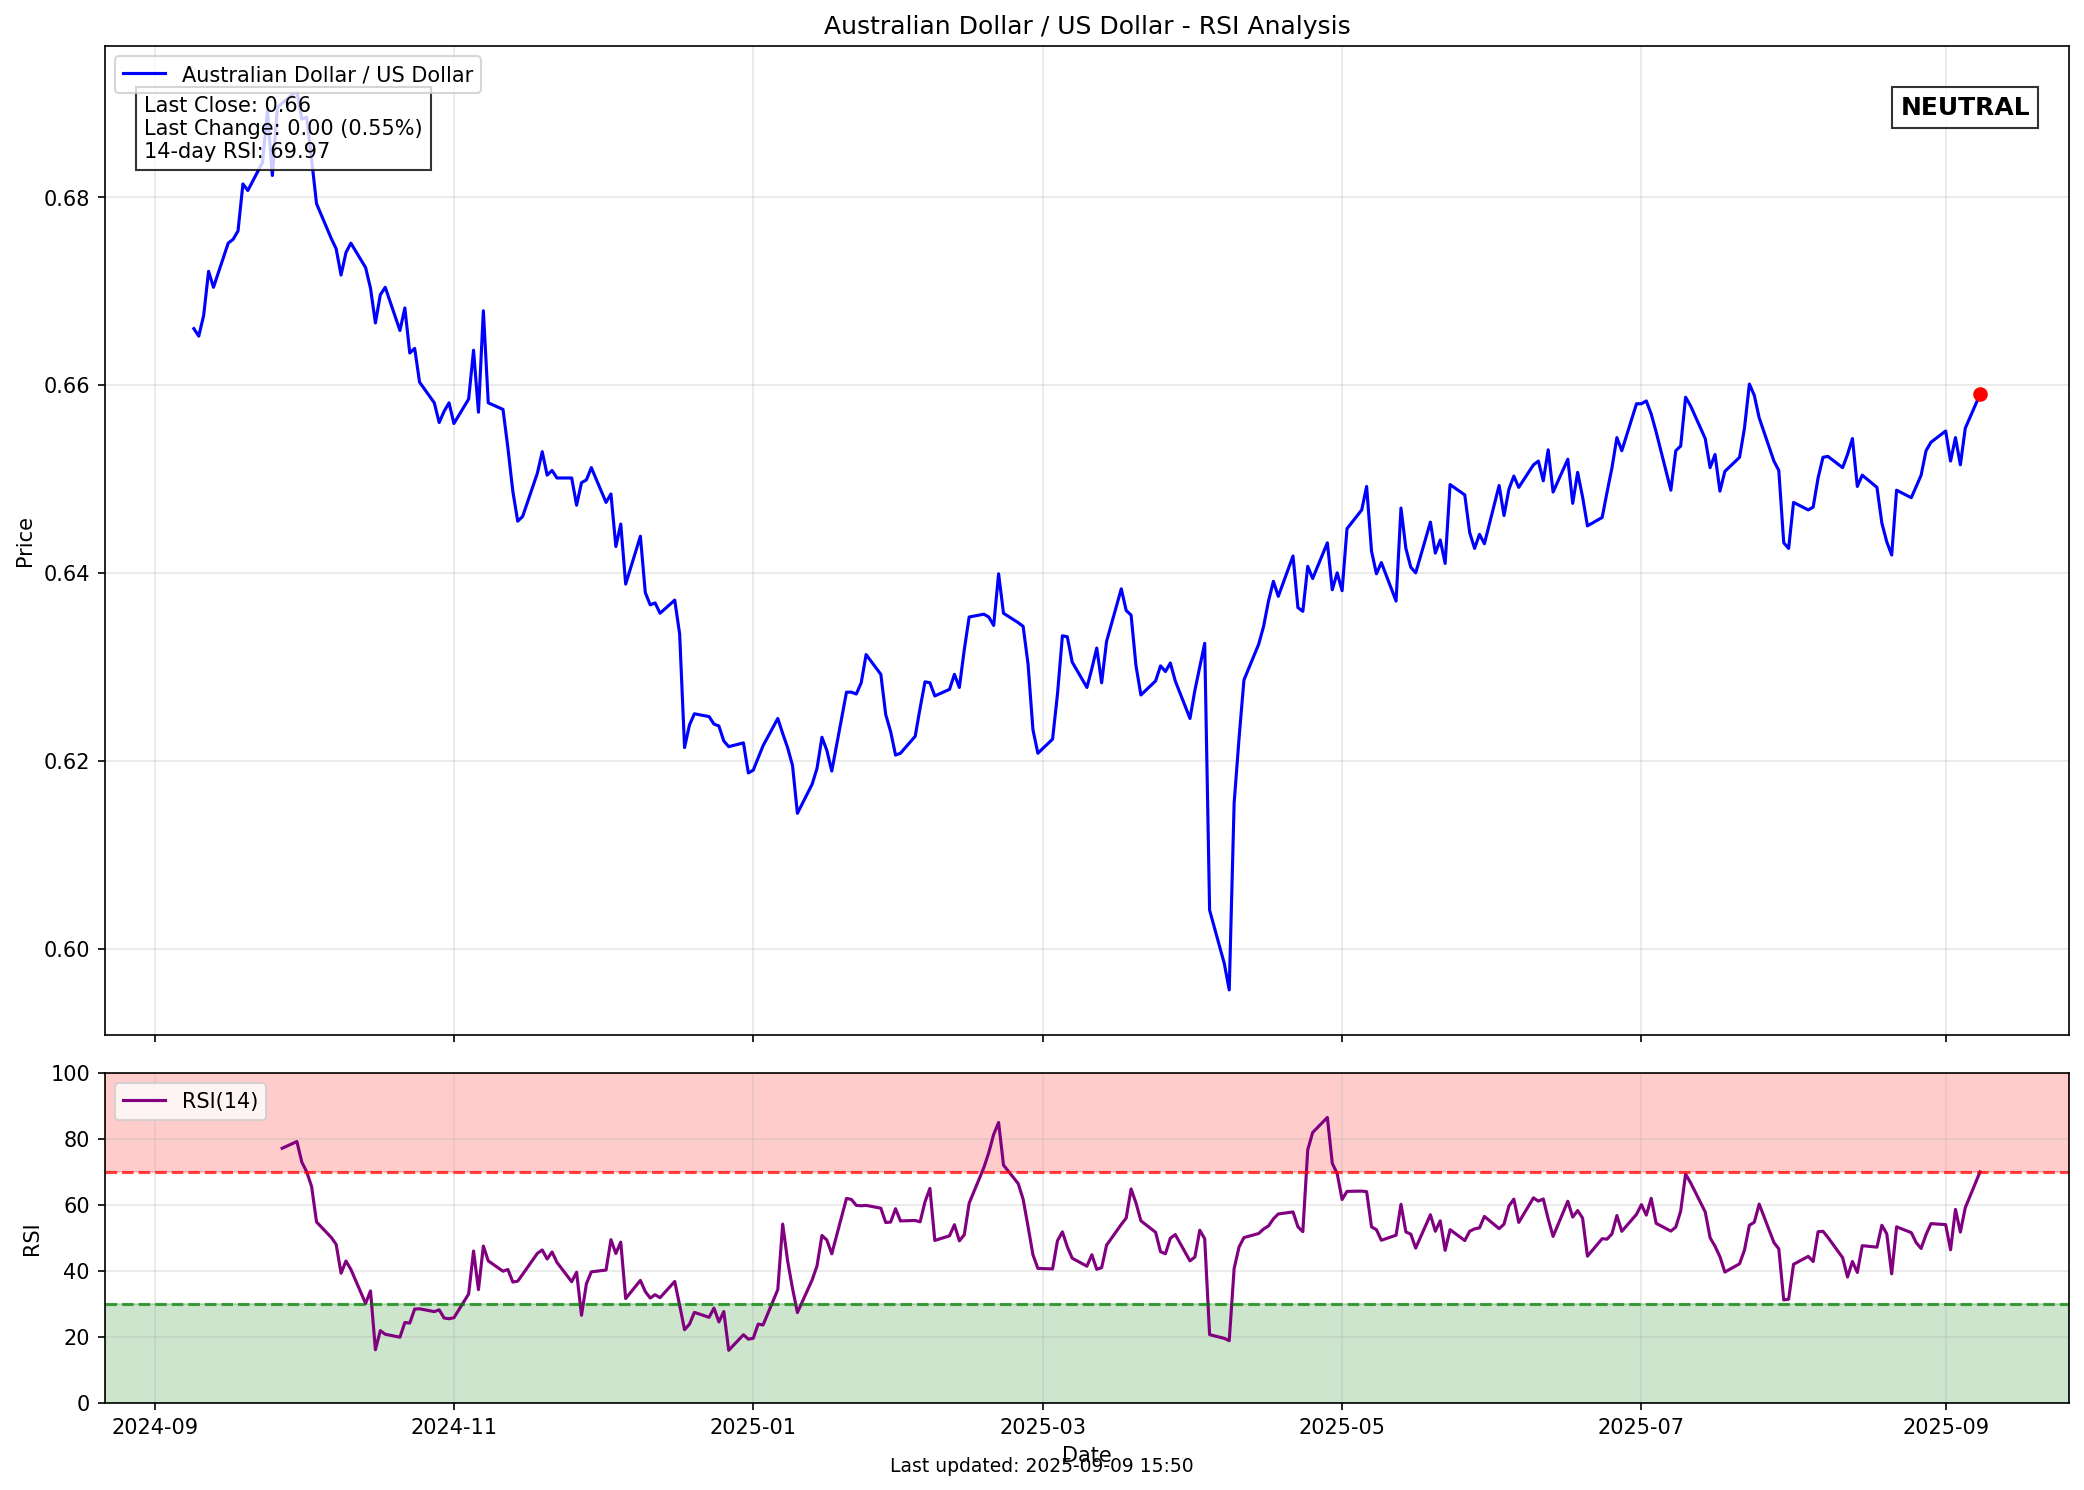 Australian Dollar / US Dollar - RSI Analysis
Australian Dollar / US Dollar
Last Close: 0.66
Last Change: 0.00 (0.55%)
14-day RSI: 69.97
NEUTRAL
Price
0.68
0.66
0.64
0.62
0.60
RSI(14)
RSI
100
80
60
40
20
0
2024-09
2024-11
2025-01
2025-03
2025-05
2025-07
2025-09
Date
Last updated: 2025-09-09 15:50